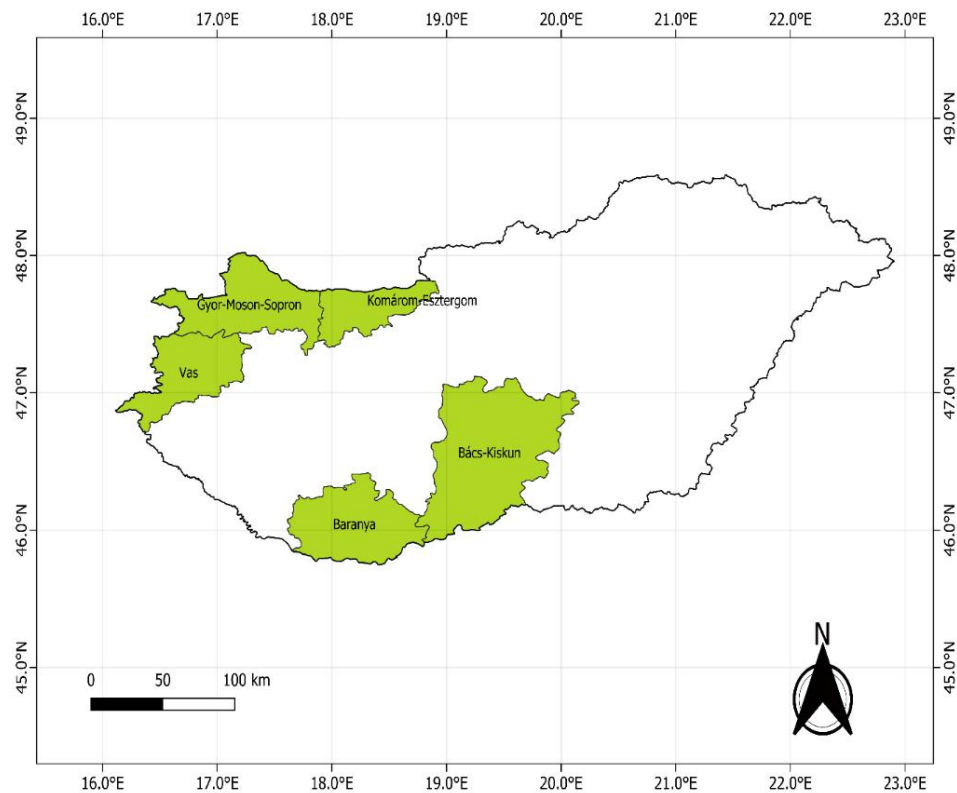 16.0°E 17.0°E 18.0°E 19.0°E 20.0°E 21.0°E 22.0°E 23.0°E
49.0°N 49.0°N
48.0°N 48.0°N
Gyor-Moson-Sopron Komárom-Esztergom
Vas
47.0°N 47.0°N
Bács-Kiskun
Baranya
46.0°N 46.0°N
N
45.0°N 45.0°N
0 50 100 km
16.0°E 17.0°E 18.0°E 19.0°E 20.0°E 21.0°E 22.0°E 23.0°E